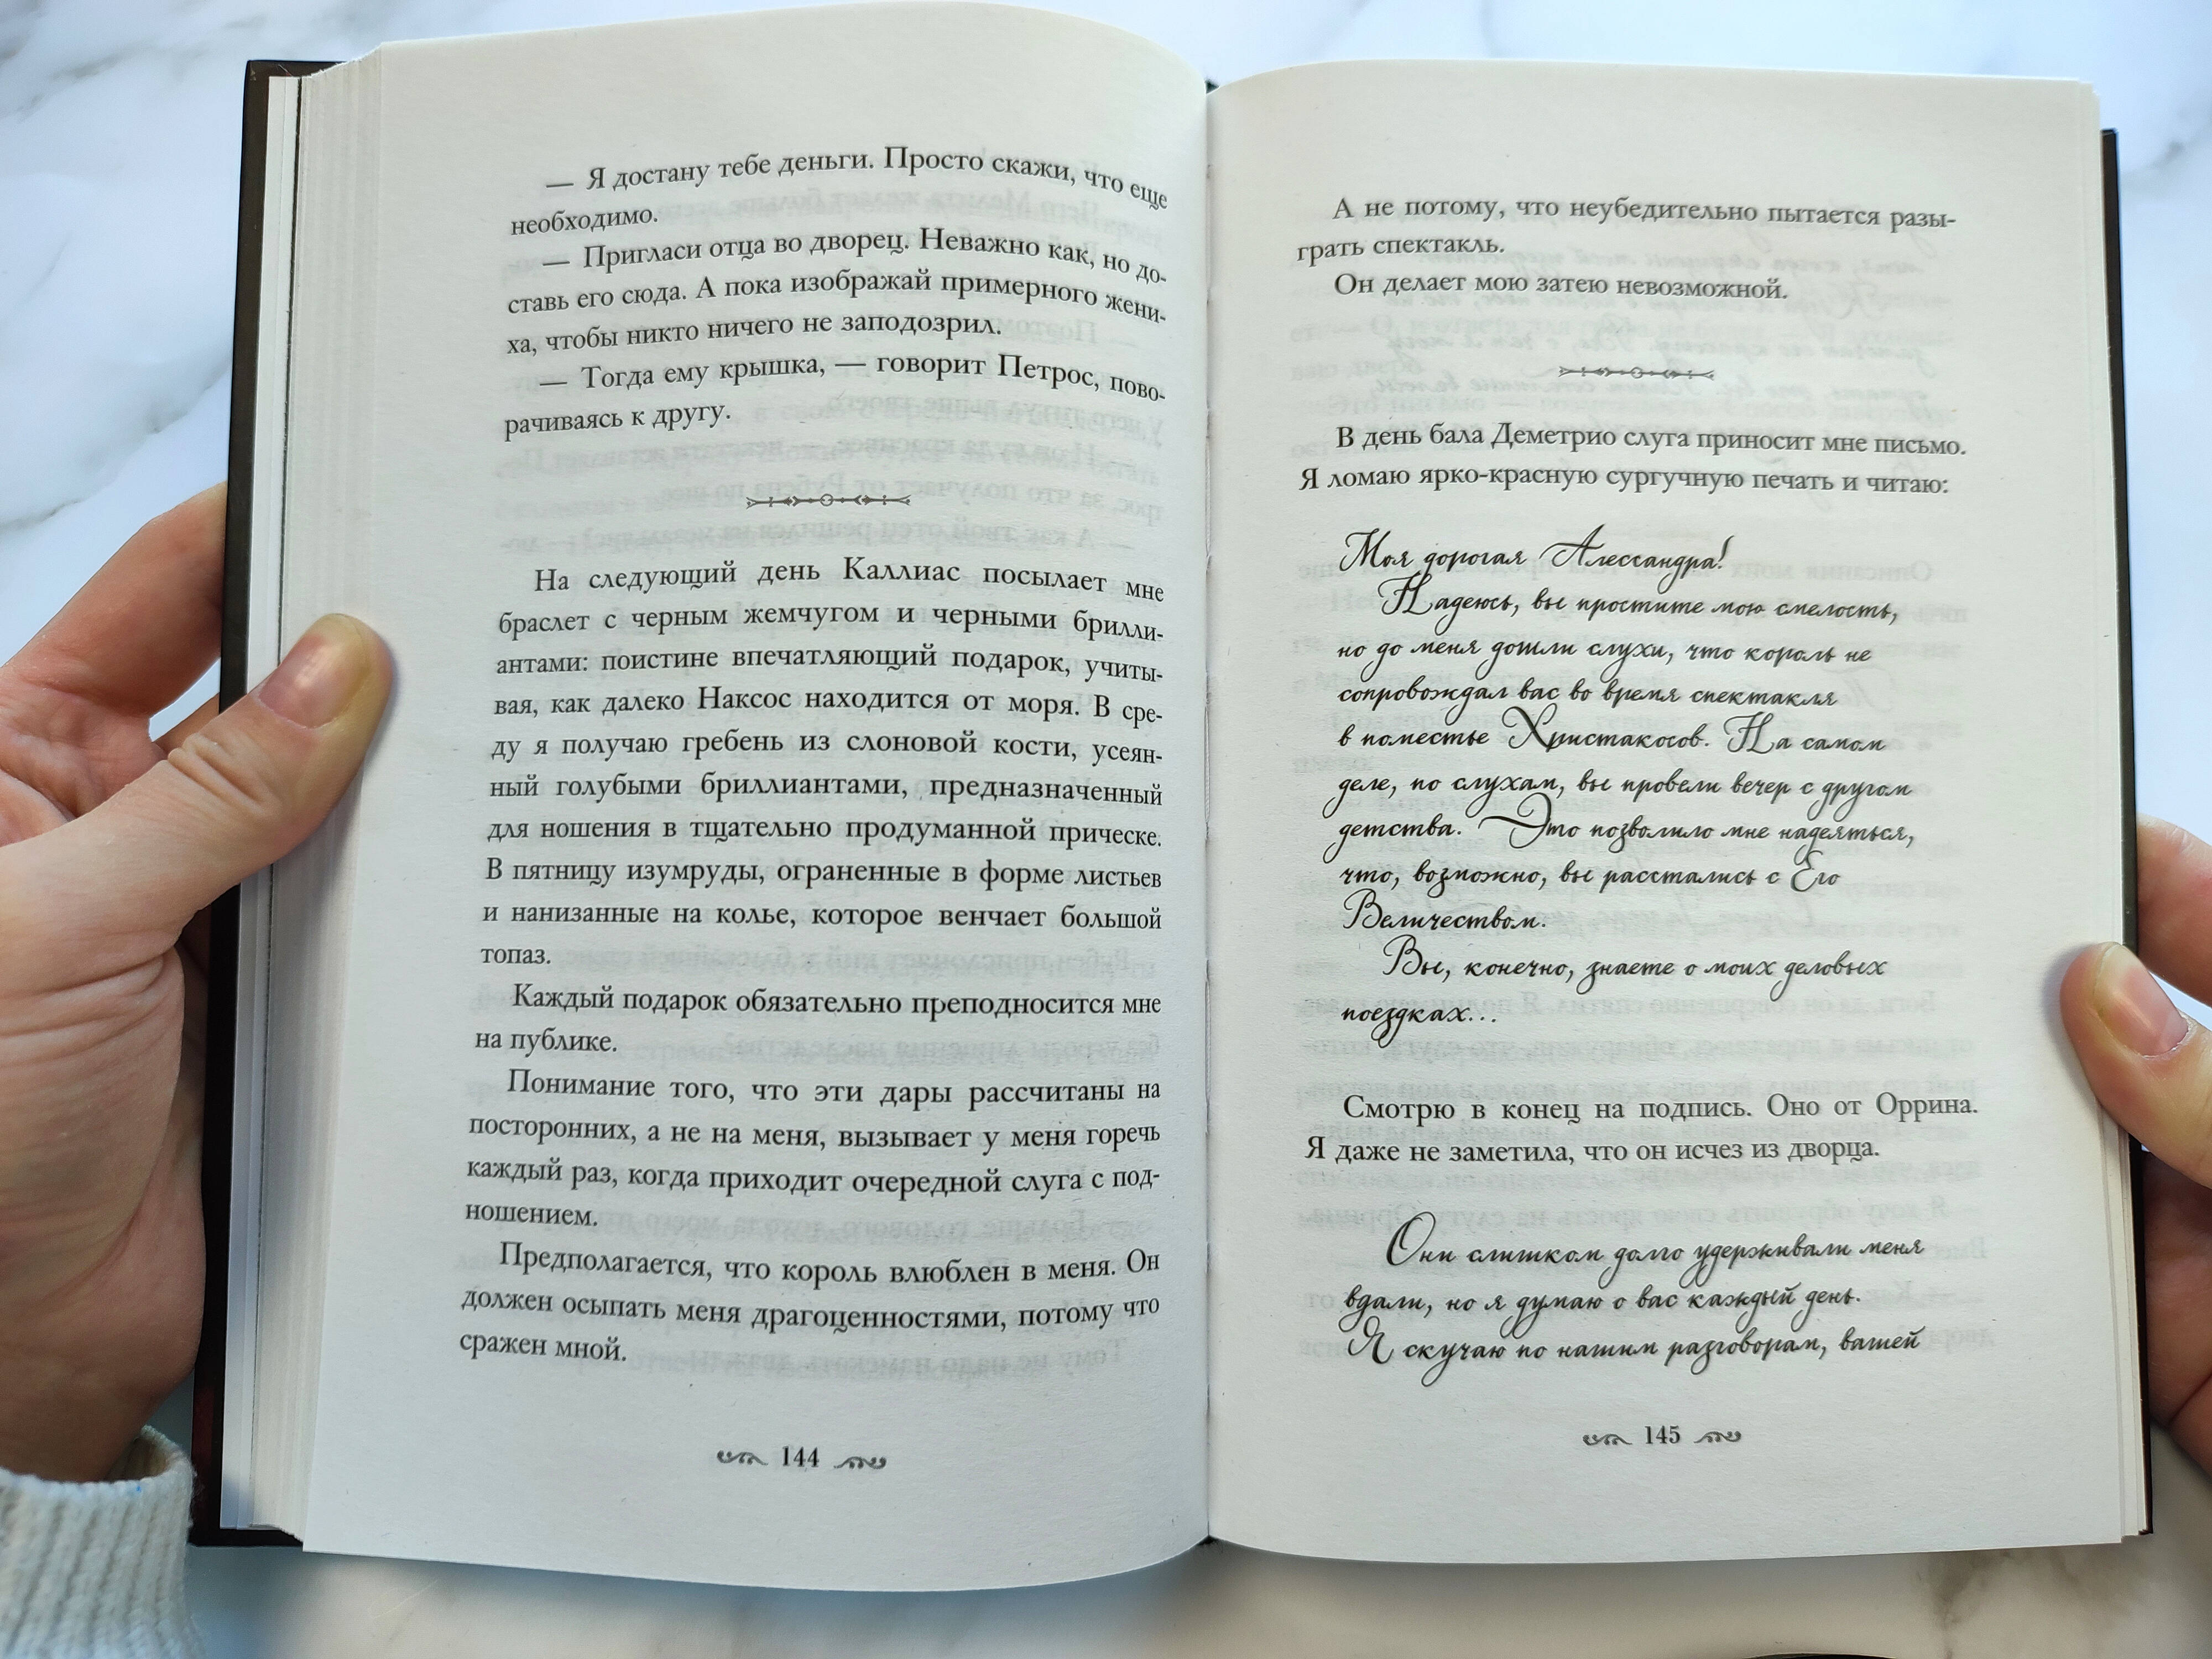 — Я достану тебе деньги. Просто скажи, что еще
необходимо.
— Пригласи отца во дворец. Неважно как, но до-
ставь его сюда. А пока изображай примерного жени-
ха, чтобы никто ничего не заподозрил.
— Тогда ему крышка, — говорит Петрос, пово-
рачиваясь к другу.
На следующий день Каллиас посылает мне
браслет с черным жемчугом и черными брилли-
антами: поистине впечатляющий подарок, учиты-
вая, как далеко Наксос находится от моря. В сре-
ду я получаю гребень из слоновой кости, усеян-
ный голубыми бриллиантами, предназначенный
для ношения в тщательно продуманной прическе.
В пятницу изумруды, ограненные в форме листьев
и нанизанные на колье, которое венчает большой
топаз.
Каждый подарок обязательно преподносится мне
на публике.
Понимание того, что эти дары рассчитаны на
посторонних, а не на меня, вызывает у меня горечь
каждый раз, когда приходит очередной слуга с под-
ношением.
Предполагается, что король влюблен в меня. Он
должен осыпать меня драгоценностями, потому что
сражен мной.
144
А не потому, что неубедительно пытается разы-
грать спектакль.
Он делает мою затею невозможной.
В день бала Деметрио слуга приносит мне письмо.
Я ломаю ярко-красную сургучную печать и читаю:
Моя дорогая Алессандра!
Надеюсь, вы простите мою смелость,
но до меня дошли слухи, что король не
сопровождал вас во время спектакля
в поместье Христакосов. На самом
деле, по слухам, вы провели вечер с другом
детства. Это позволило мне надеяться,
что, возможно, вы расстались с Его
Величеством.
Вы, конечно, знаете о моих деловых
поездках...
Смотрю в конец на подпись. Оно от Оррина.
Я даже не заметила, что он исчез из дворца.
Они слишком долго удерживали меня
вдали, но я думаю о вас каждый день.
Я скучаю по нашим разговорам, вашей
145